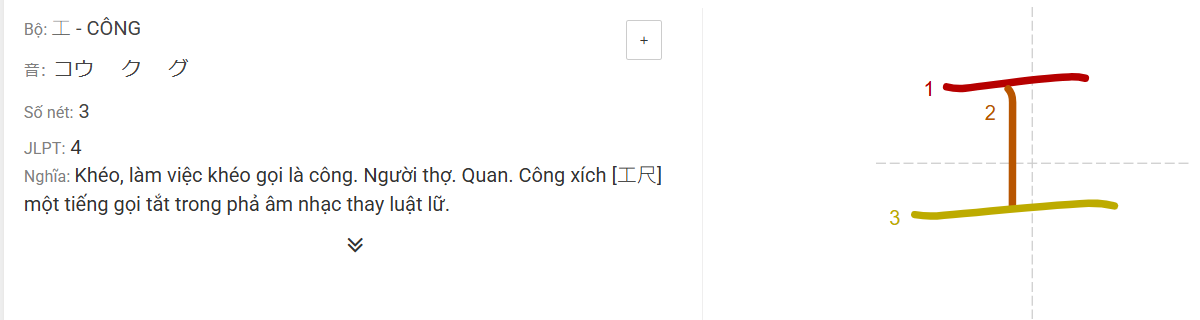 Bộ: 工 - CÔNG
+
音: コウ ク グ
Số nét: 3
JLPT: 4
Nghĩa: Khéo, làm việc khéo gọi là công. Người thợ. Quan. Công xích [工尺]
một tiếng gọi tắt trong phả âm nhạc thay luật lữ.
1
2
3
工